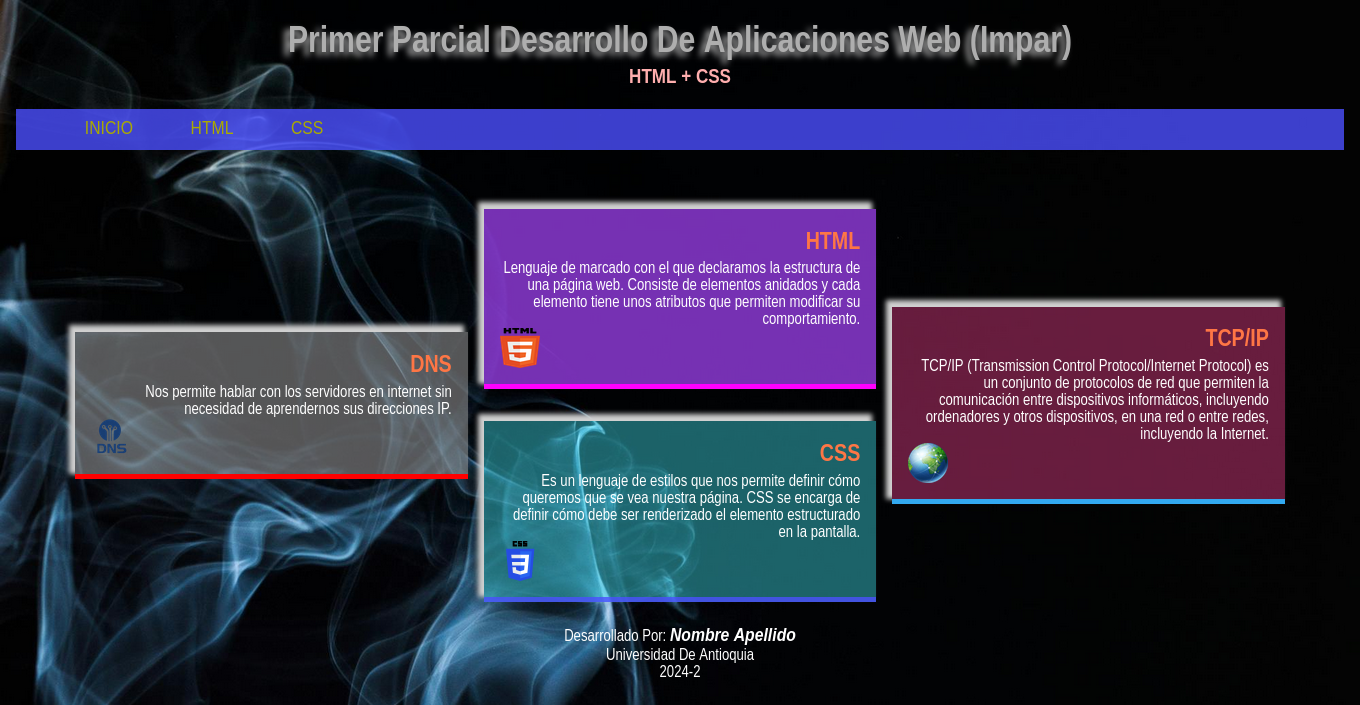 Primer Parcial Desarrollo De Aplicaciones Web (Impar)
HTML + CSS
INICIO HTML CSS
DNS
Nos permite hablar con los servidores en internet sin
necesidad de aprendernos sus direcciones IP.
DNS
HTML
Lenguaje de marcado con el que declaramos la estructura de
una página web. Consiste de elementos anidados y cada
elemento tiene unos atributos que permiten modificar su
comportamiento.
HTML
5
CSS
Es un lenguaje de estilos que nos permite definir cómo
queremos que se vea nuestra página. CSS se encarga de
definir cómo debe ser renderizado el elemento estructurado
en la pantalla.
CSS
3
TCP/IP
TCP/IP (Transmission Control Protocol/Internet Protocol) es
un conjunto de protocolos de red que permiten la
comunicación entre dispositivos informáticos, incluyendo
ordenadores y otros dispositivos, en una red o entre redes,
incluyendo la Internet.
Desarrollado Por: Nombre Apellido
Universidad De Antioquia
2024-2